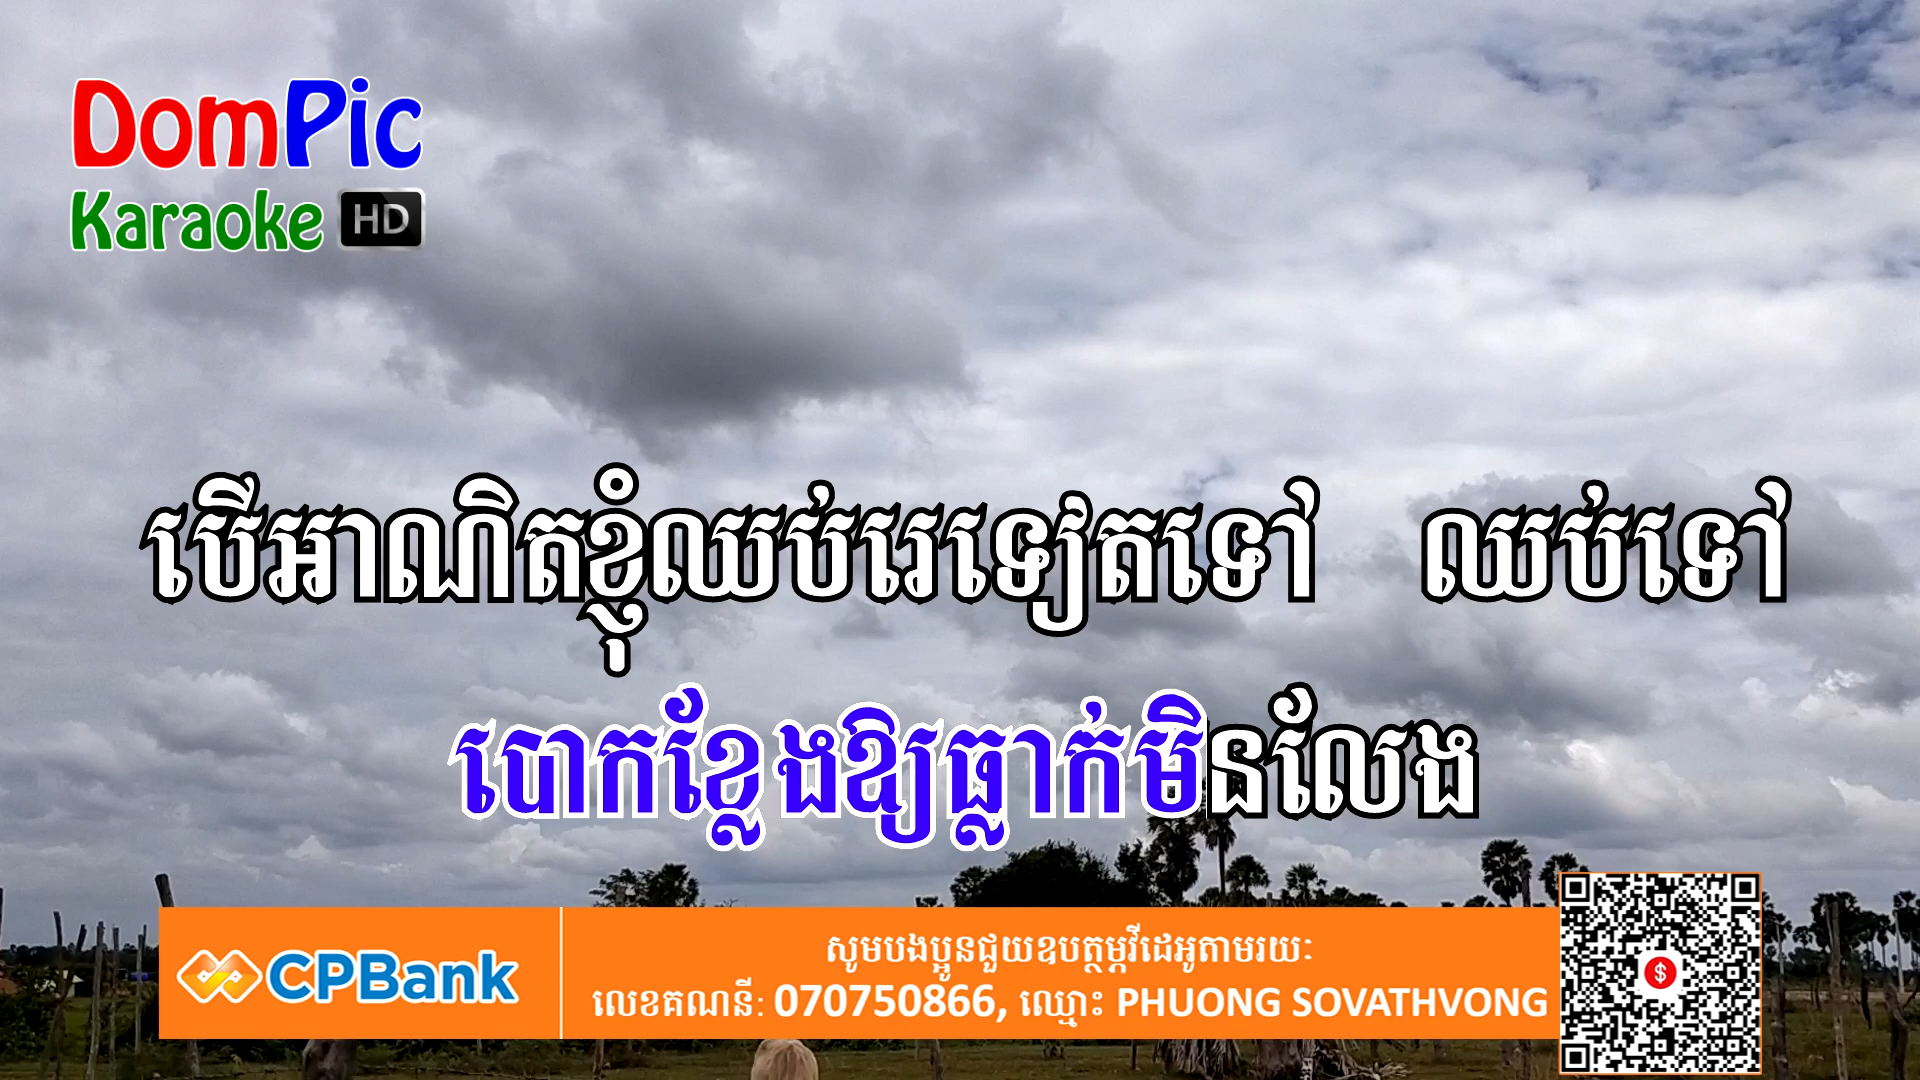 DomPic
Karaoke HD
បើអាណិតខ្ញុំឈប់រេទៀតទៅ ឈប់ទៅ
បោកខ្លែងឱ្យធ្លាក់មិនលែង
CPBank
សូមបងប្អូនជួយឧបត្ថម្ភវីដេអូតាមរយៈ
លេខគណនី: 070750866, ឈ្មោះ PHUONG SOVATHVONG